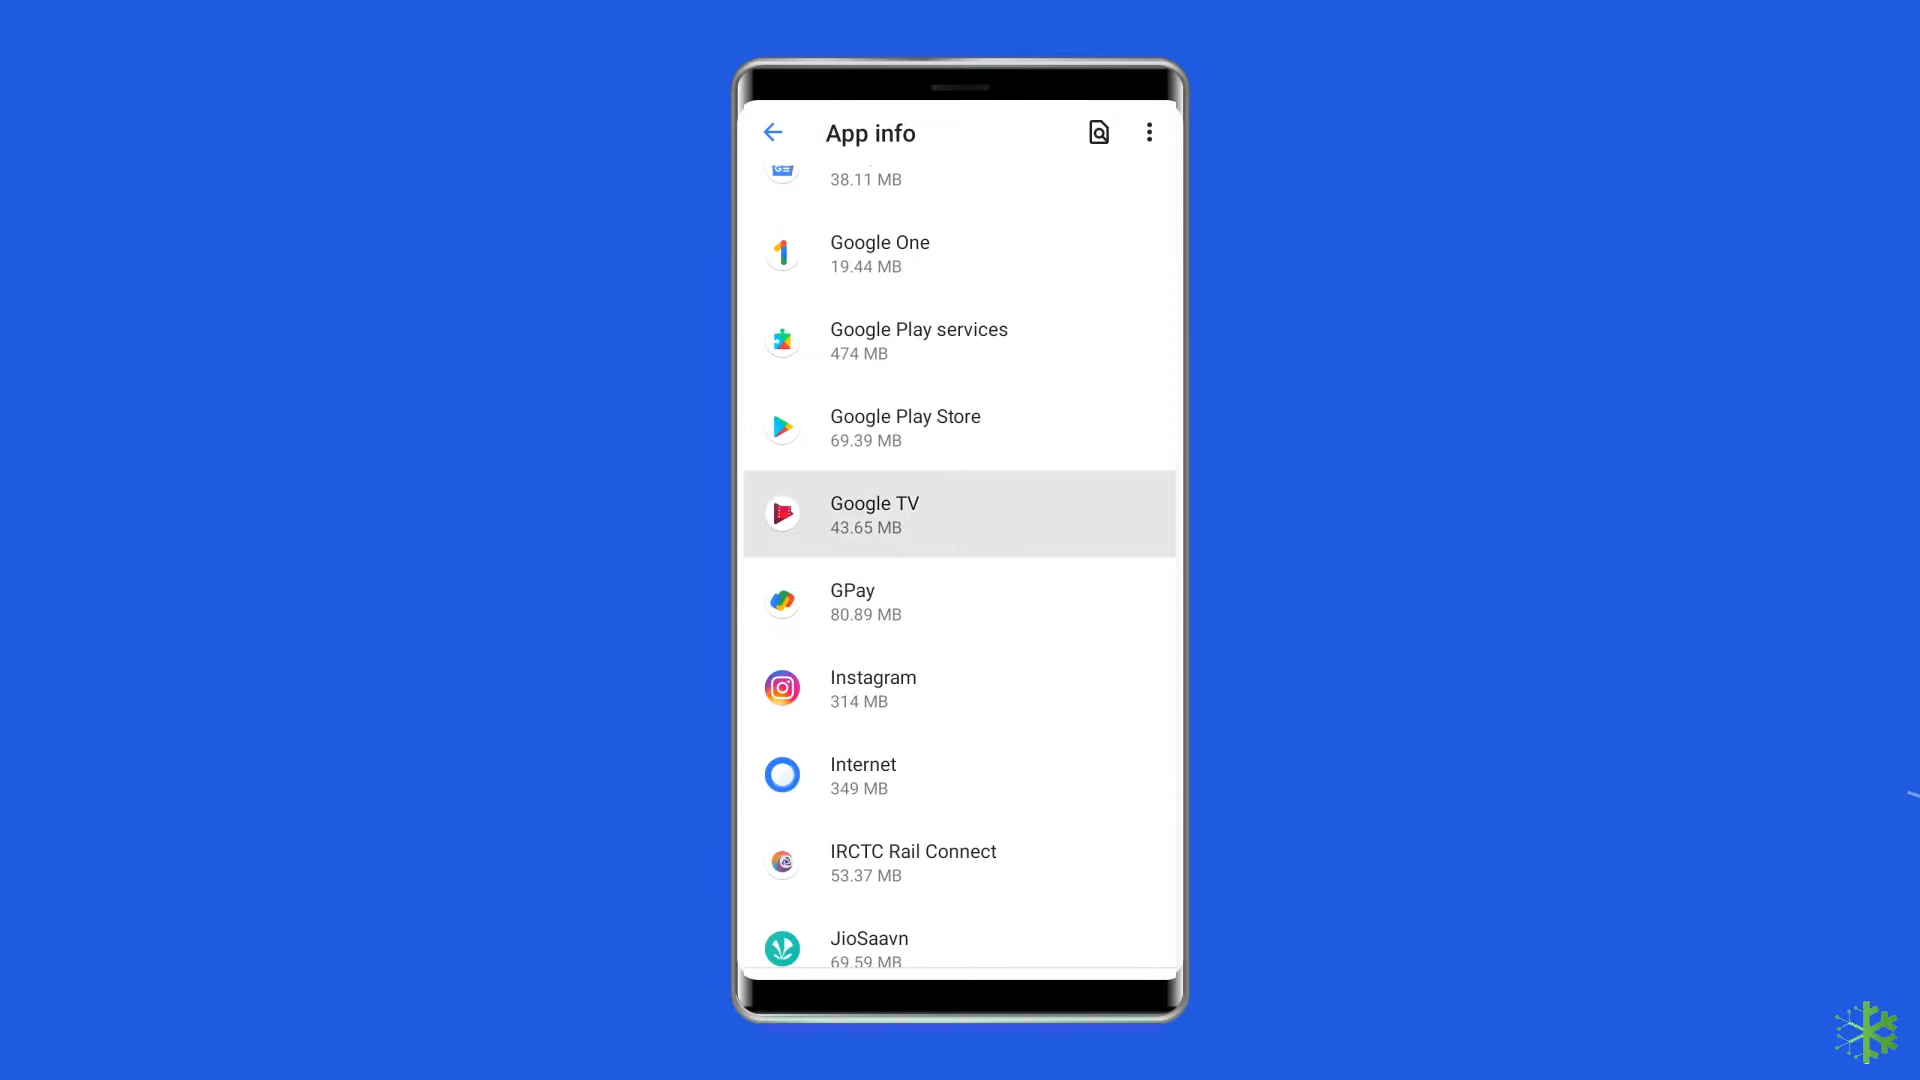 App info
38.11 MB
Google One
19.44 MB
Google Play services
474 MB
Google Play Store
69.39 MB
Google TV
43.65 MB
GPay
80.89 MB
Instagram
314 MB
Internet
349 MB
IRCTC Rail Connect
53.37 MB
JioSaavn
69.59 MB